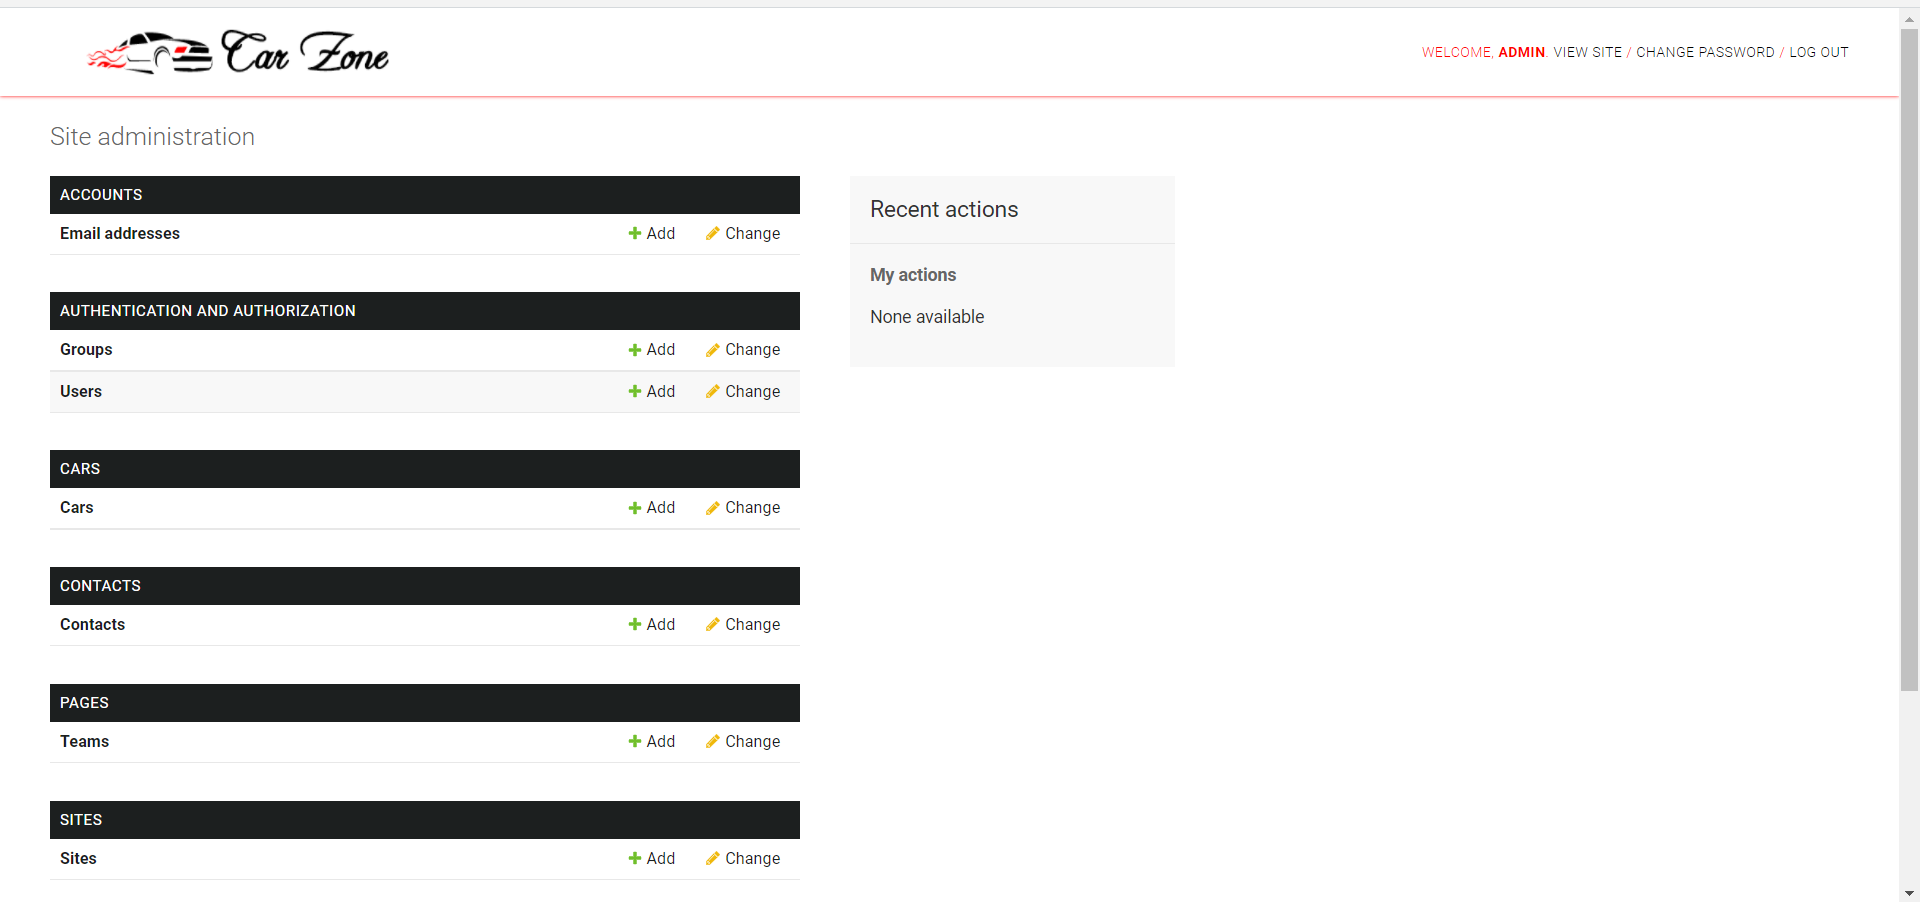 Car Zone
WELCOME, ADMIN. VIEW SITE / CHANGE PASSWORD / LOG OUT
Site administration
ACCOUNTS
Email addresses Add Change
AUTHENTICATION AND AUTHORIZATION
Groups Add Change
Users Add Change
CARS
Cars Add Change
CONTACTS
Contacts Add Change
PAGES
Teams Add Change
SITES
Sites Add Change
Recent actions
My actions
None available